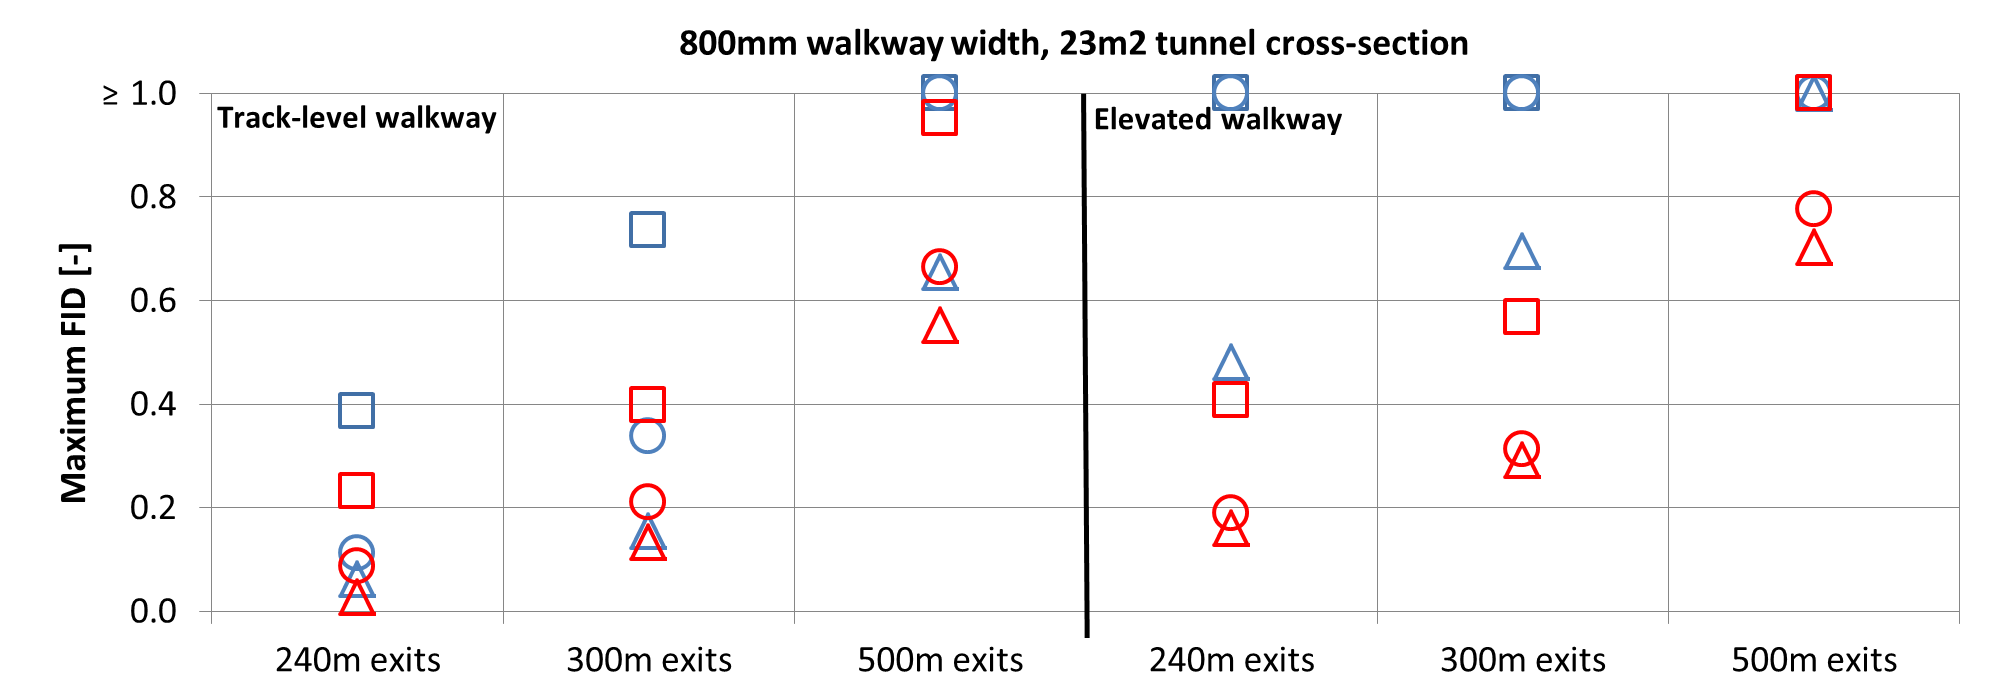 800mm walkway width, 23m2 tunnel cross-section
Maximum FID [-]
≥ 1.0
0.8
0.6
0.4
0.2
0.0
Track-level walkway
Elevated walkway
240m exits
300m exits
500m exits
240m exits
300m exits
500m exits